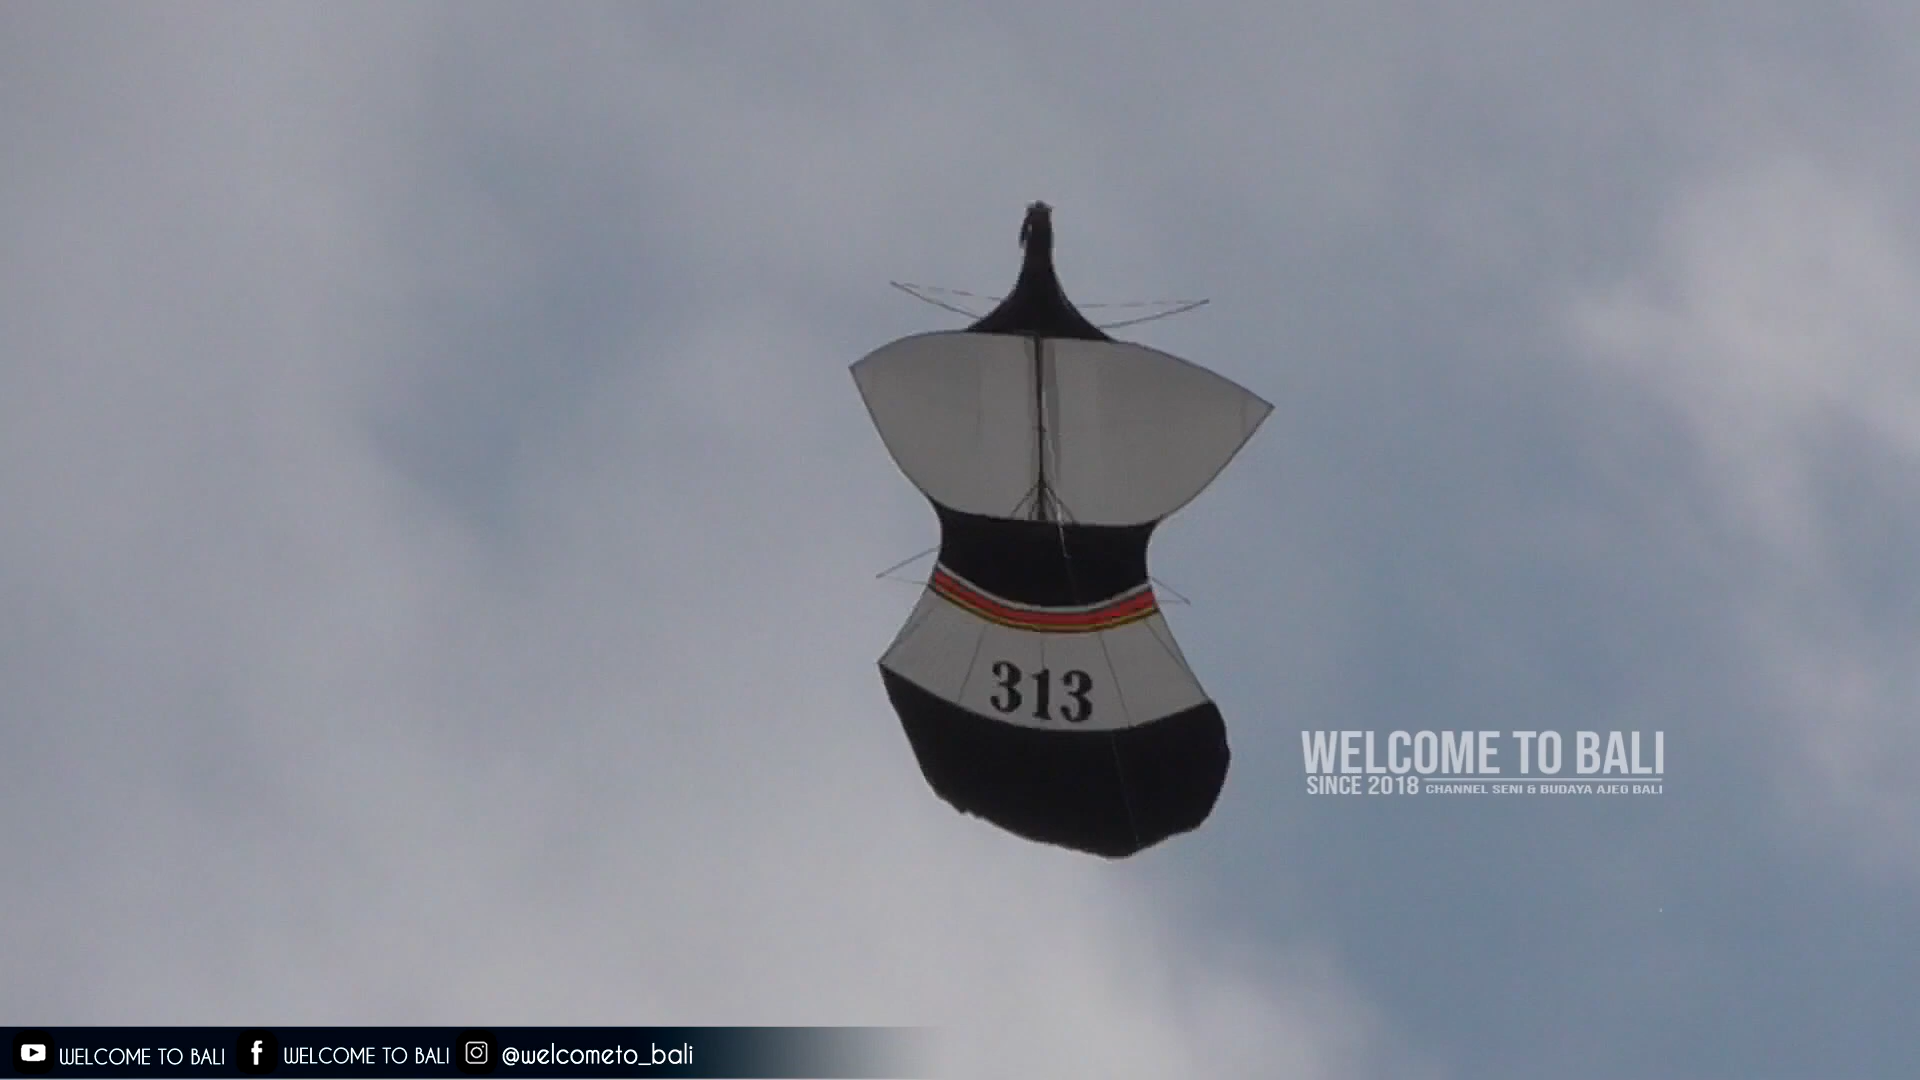 313
WELCOME TO BALI
SINCE 2018 CHANNEL SENI & BUDAYA AJEG BALI
WELCOME TO BALI WELCOME TO BALI @welcometo_bali